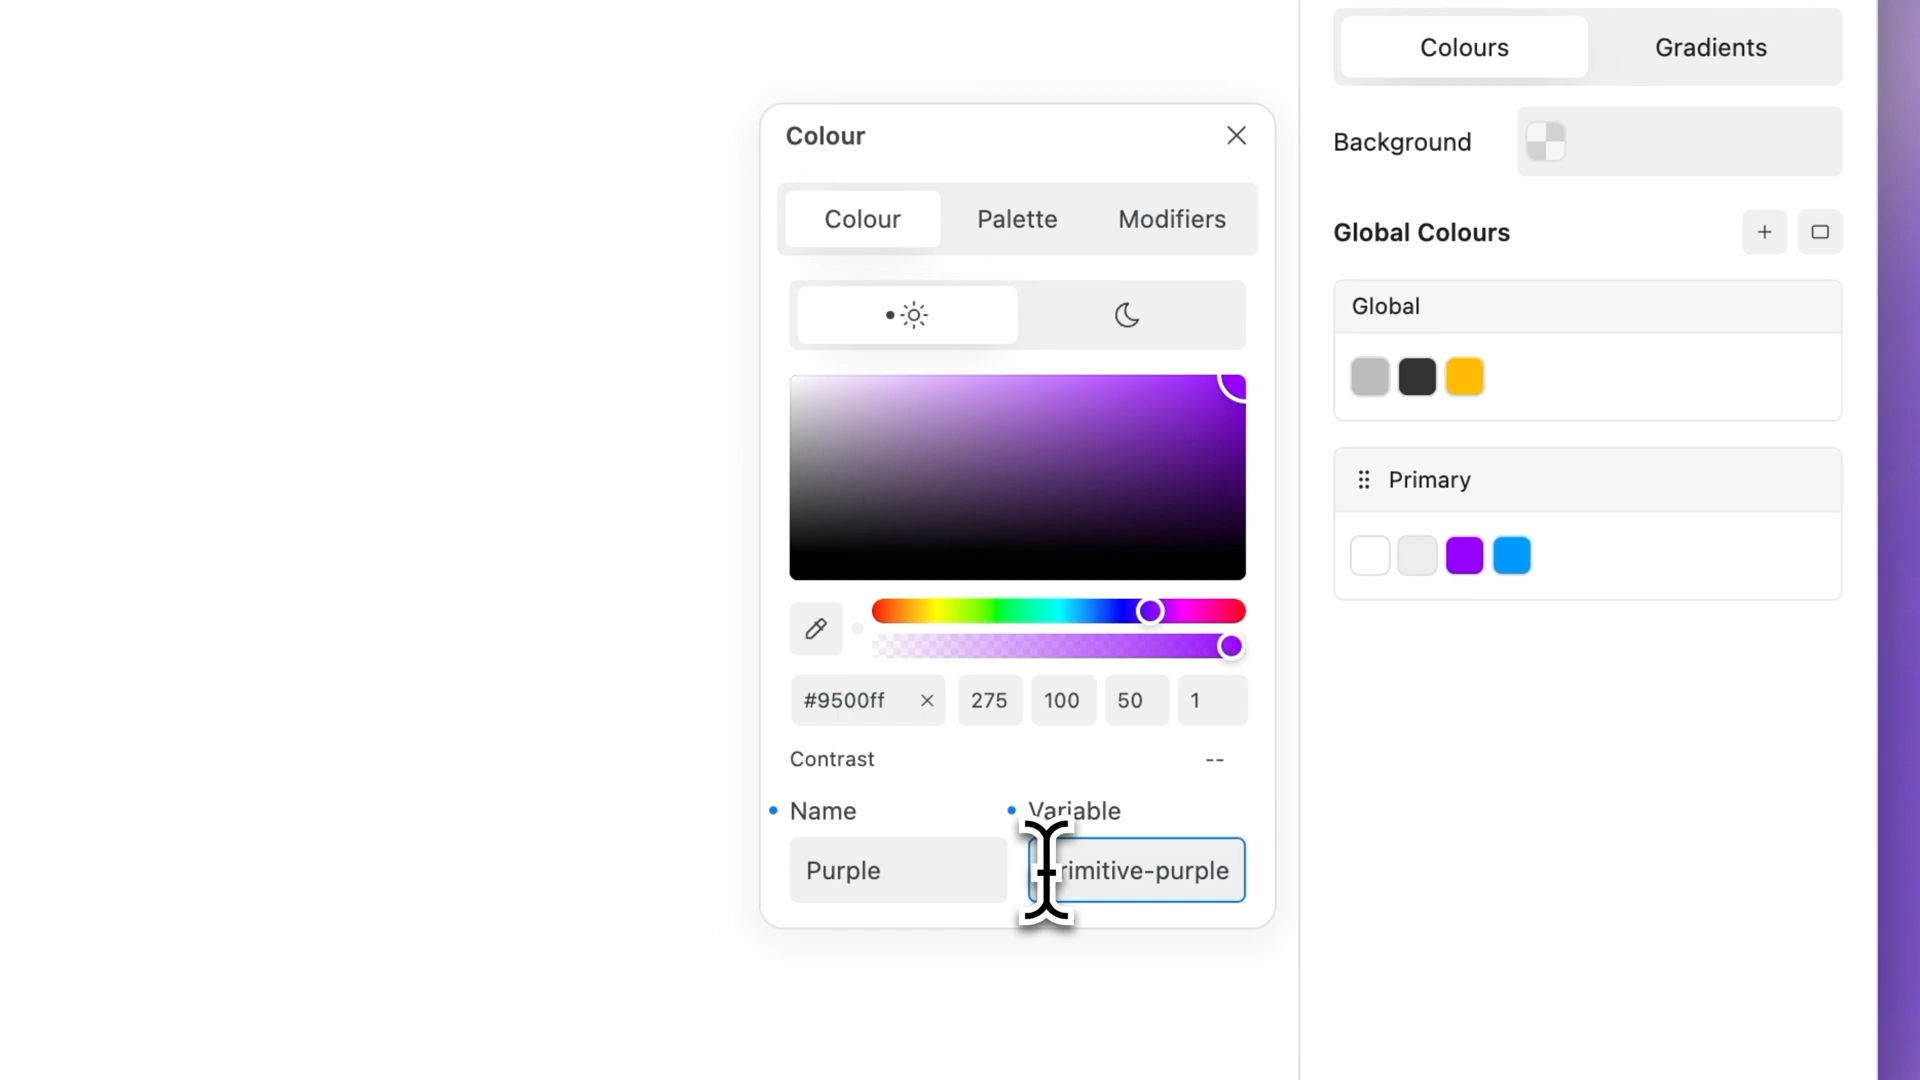 Colours Gradients
Background
Global Colours
Global
Primary
Colour
Colour Palette Modifiers
#9500ff 275 100 50 1
Contrast --
Name Variable
Purple rimitive-purple